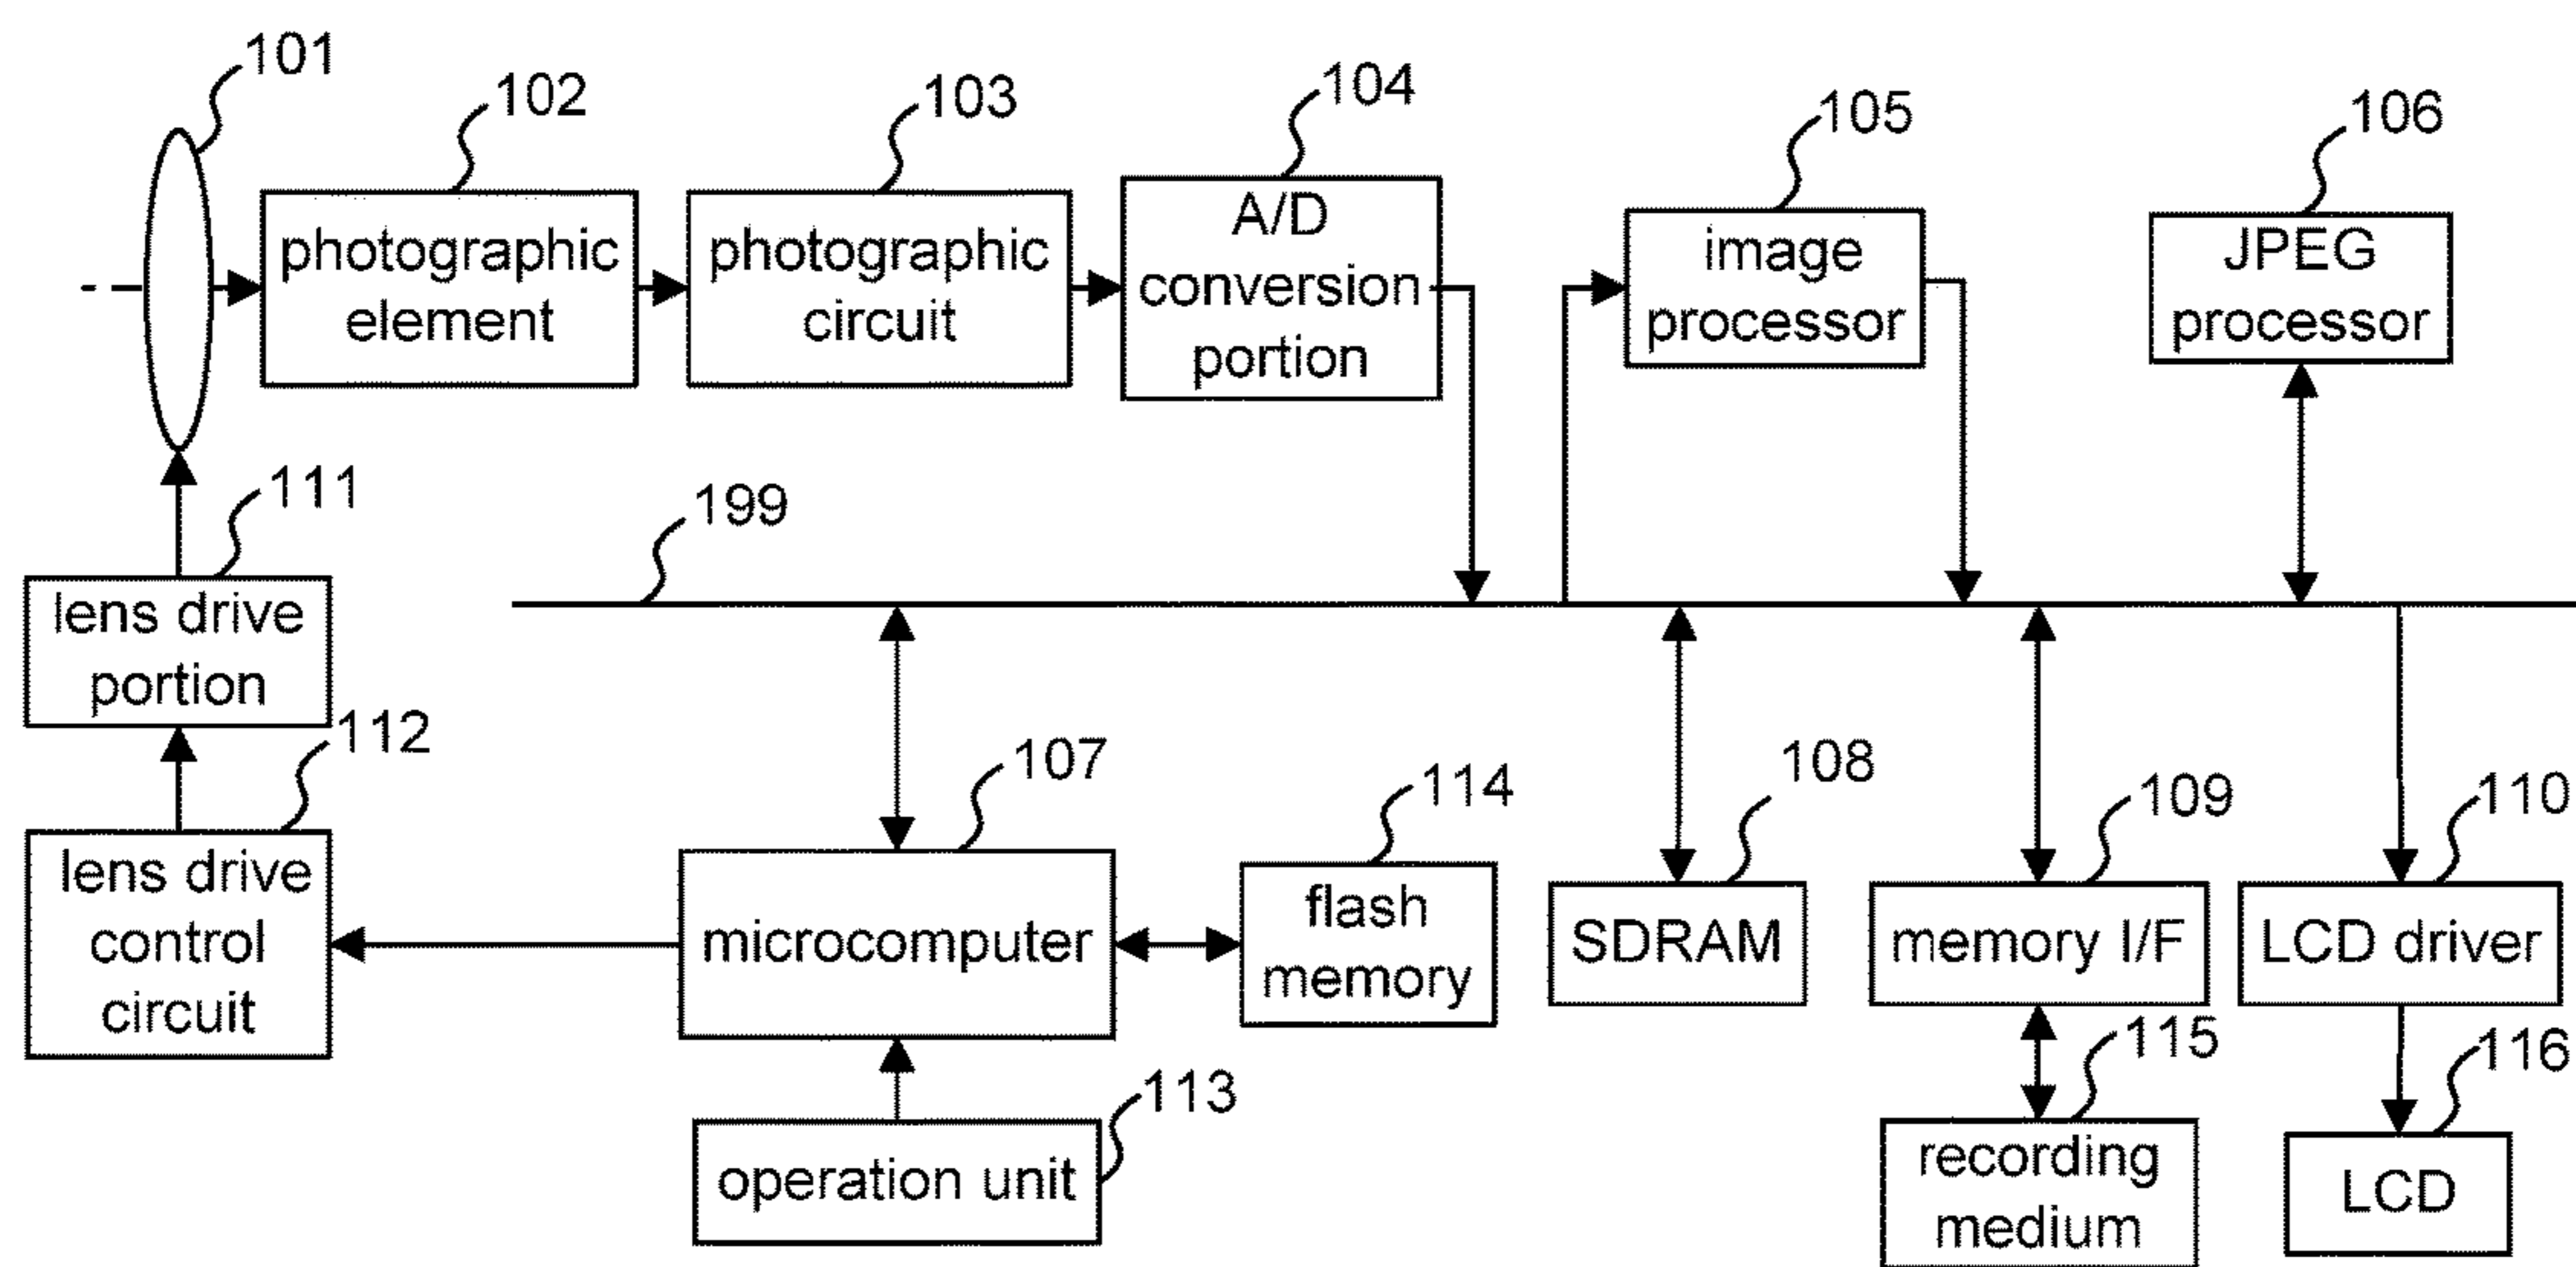 101
102
103
104
105
106
photographic
element
photographic
circuit
A/D
conversion
portion
image
processor
JPEG
processor
111
199
lens drive
portion
112
107
114
108
109
110
lens drive
control
circuit
microcomputer
flash
memory
SDRAM
memory I/F
LCD driver
113
115
116
operation unit
recording
medium
LCD